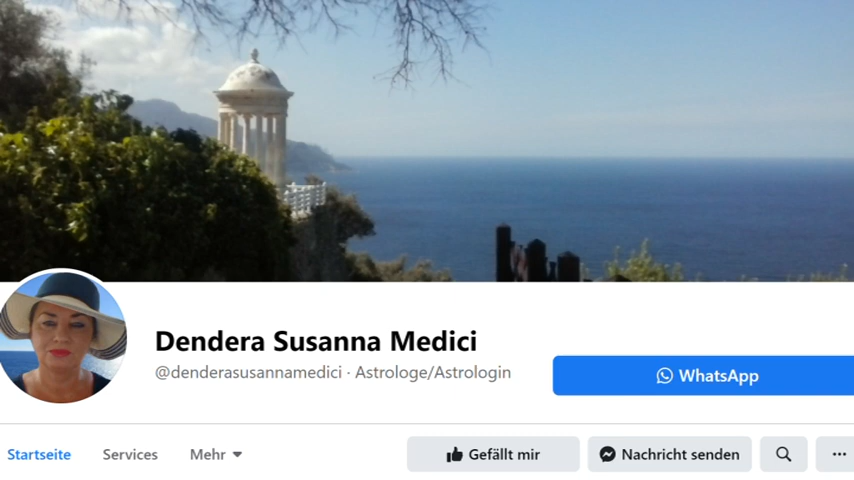 Dendera Susanna Medici
@denderasusannamedici · Astrologe/Astrologin
WhatsApp
Startseite Services Mehr Gefällt mir Nachricht senden